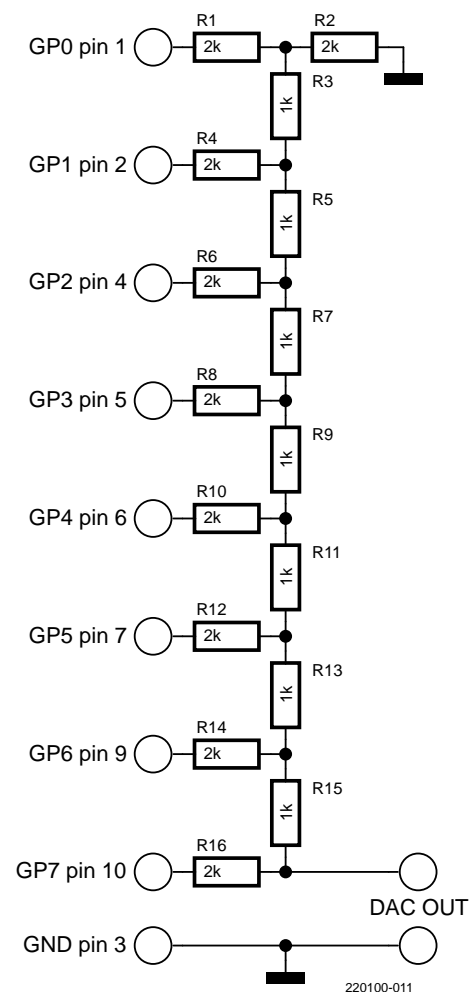 R1 R2
GP0 pin 1 2k 2k
R3
1k
R4
GP1 pin 2 2k
R5
1k
R6
GP2 pin 4 2k
R7
1k
R8
GP3 pin 5 2k
R9
1k
R10
GP4 pin 6 2k
R11
1k
R12
GP5 pin 7 2k
R13
1k
R14
GP6 pin 9 2k
R15
1k
R16
GP7 pin 10 2k
DAC OUT
GND pin 3
220100-011